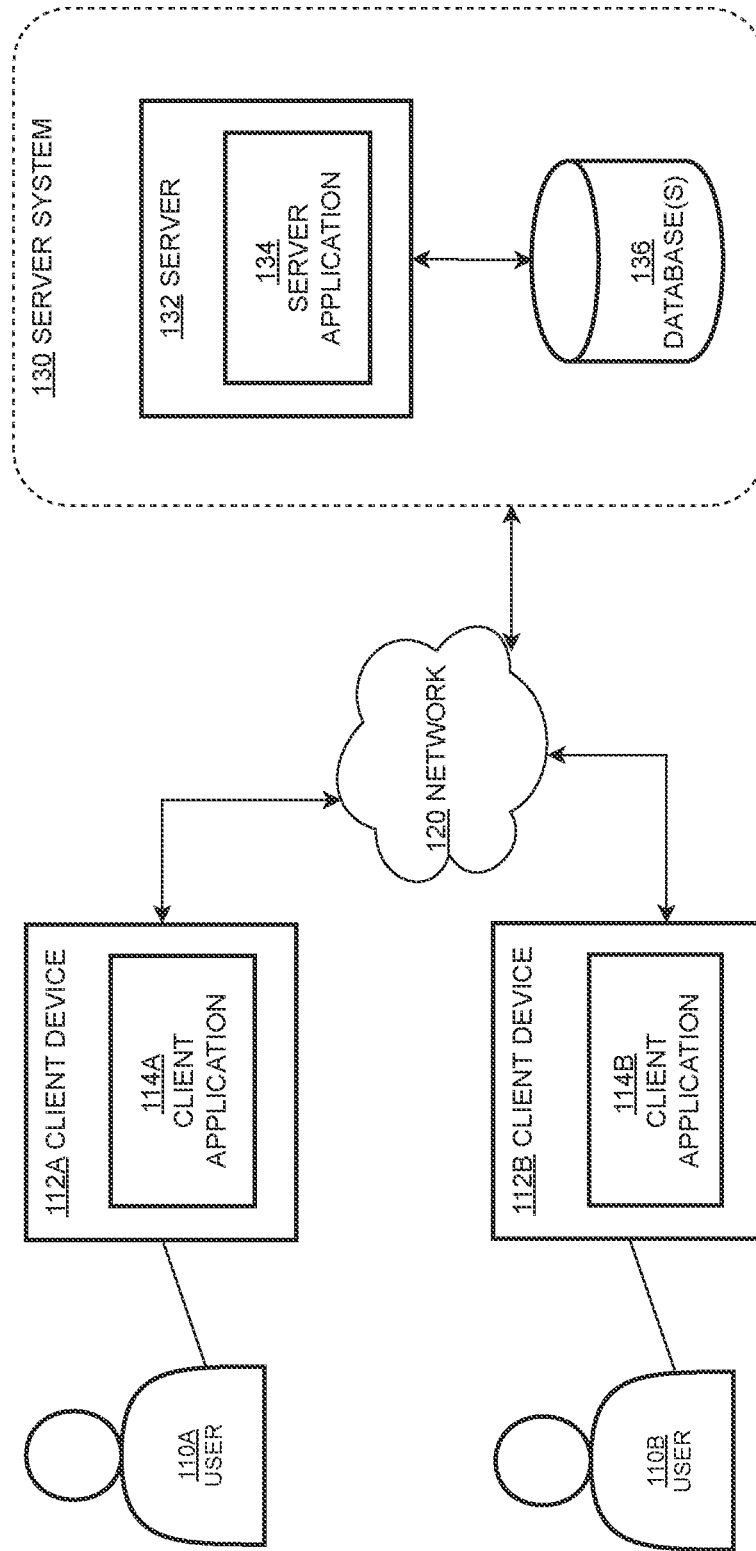 110A
USER
112A CLIENT DEVICE
114A
CLIENT
APPLICATION
110B
USER
112B CLIENT DEVICE
114B
CLIENT
APPLICATION
120 NETWORK
130 SERVER SYSTEM
132 SERVER
134
SERVER
APPLICATION
136
DATABASE(S)